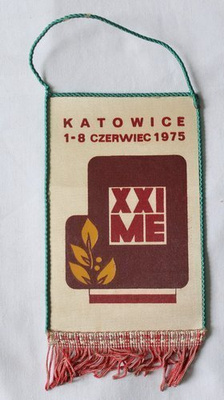 KATOWICE
1-8 CZERWIEC 1975
XXI
ME